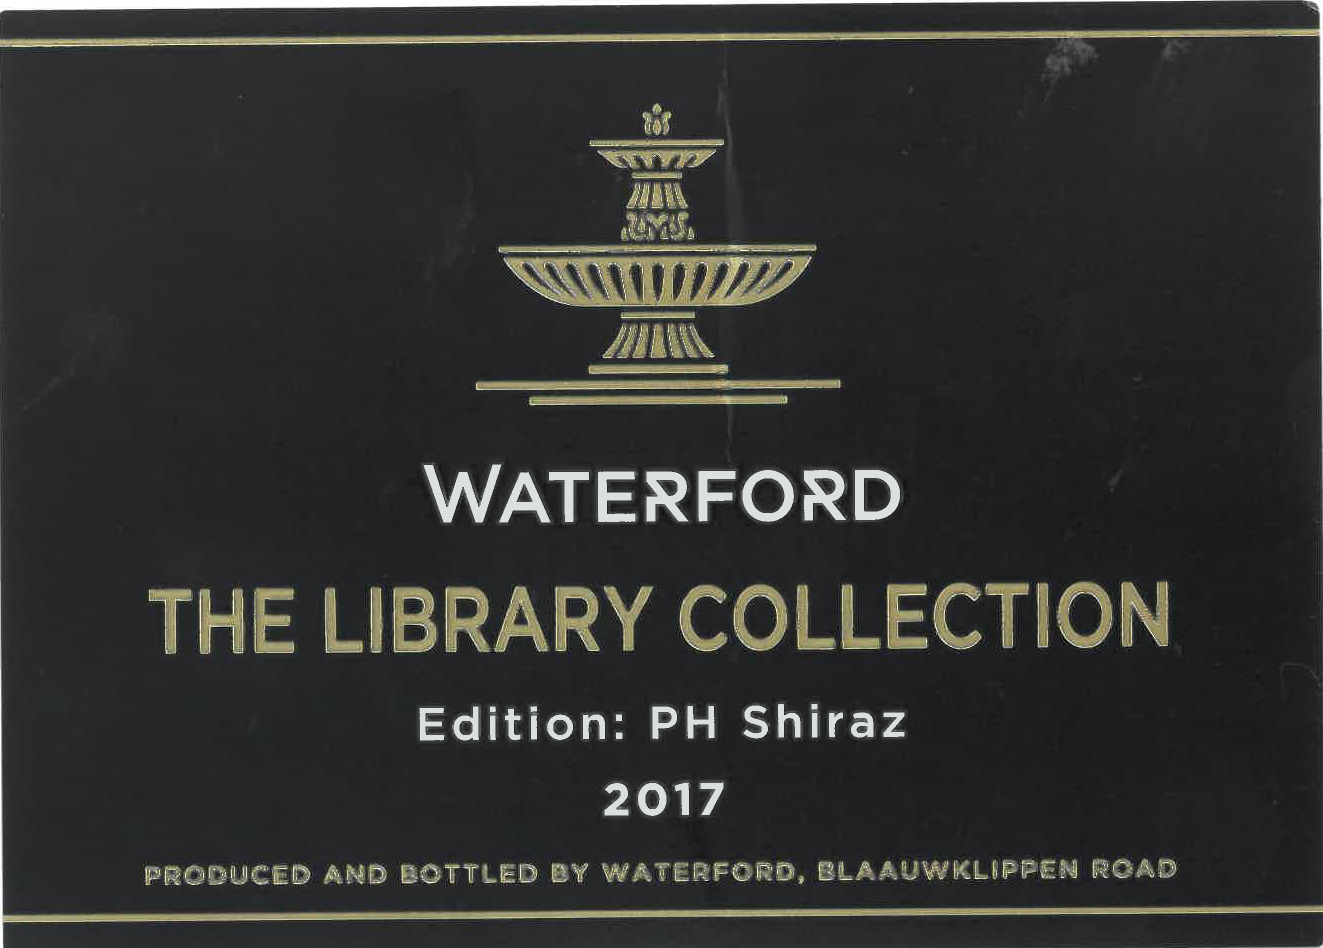 WATERFORD
THE LIBRARY COLLECTION
Edition: PH Shiraz
2017
PRODUCED AND BOTTLED BY WATERFORD, BLAAUWKLIPPEN ROAD